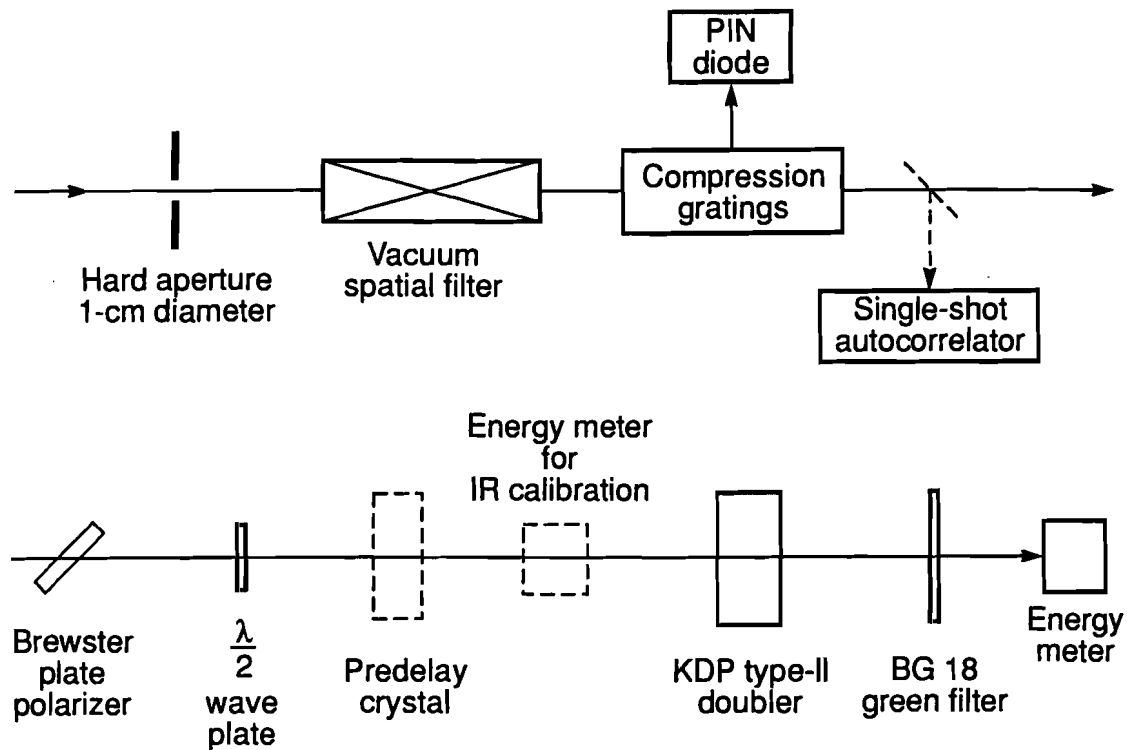 PIN
diode
Compression
gratings
Hard aperture
1-cm diameter
Vacuum
spatial filter
Single-shot
autocorrelator
Energy meter
for
IR calibration
Brewster
plate
polarizer
λ
2
wave
plate
Predelay
crystal
KDP type-II
doubler
BG 18
green filter
Energy
meter